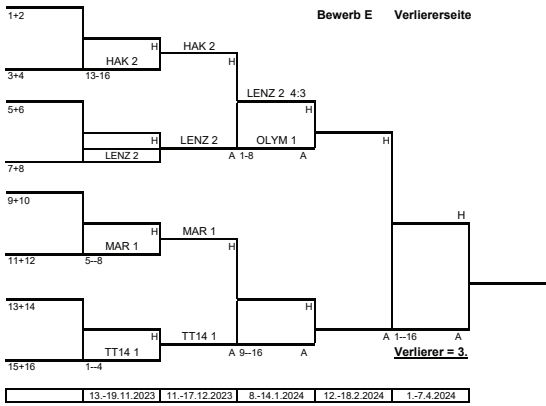 1+2
Bewerb E Verliererseite
H HAK 2
HAK 2 H
3+4 13-16
LENZ 2 4:3
5+6 H
H LENZ 2 OLYM 1 H
LENZ 2 A 1-8 A
7+8
9+10
H
H MAR 1
MAR 1 H
11+12 5--8
13+14 H
H TT14 1 A 1--16 A
TT14 1 A 9--16 A Verlierer = 3.
15+16 1--4
13.-19.11.2023 11.-17.12.2023 8.-14.1.2024 12.-18.2.2024 1.-7.4.2024